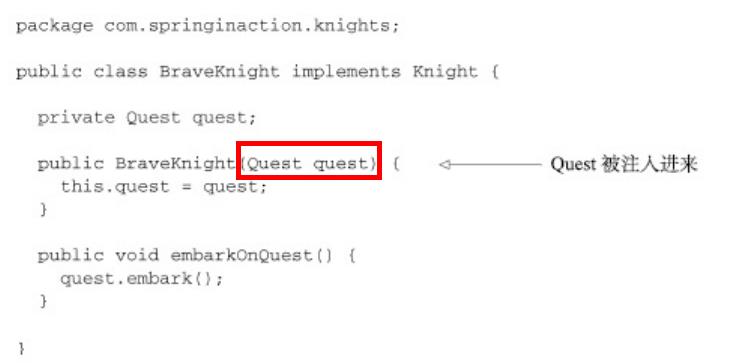 package com.springinaction.knights;
public class BraveKnight implements Knight {
private Quest quest;
public BraveKnight(Quest quest) { Quest 被注入进来
this.quest = quest;
}
public void embarkOnQuest() {
quest.embark();
}
}